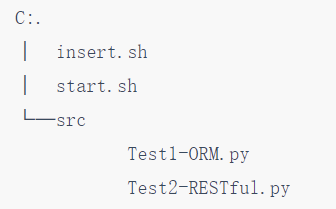 C:.
│  insert.sh
│  start.sh
└─src
Test1-ORM.py
Test2-RESTful.py